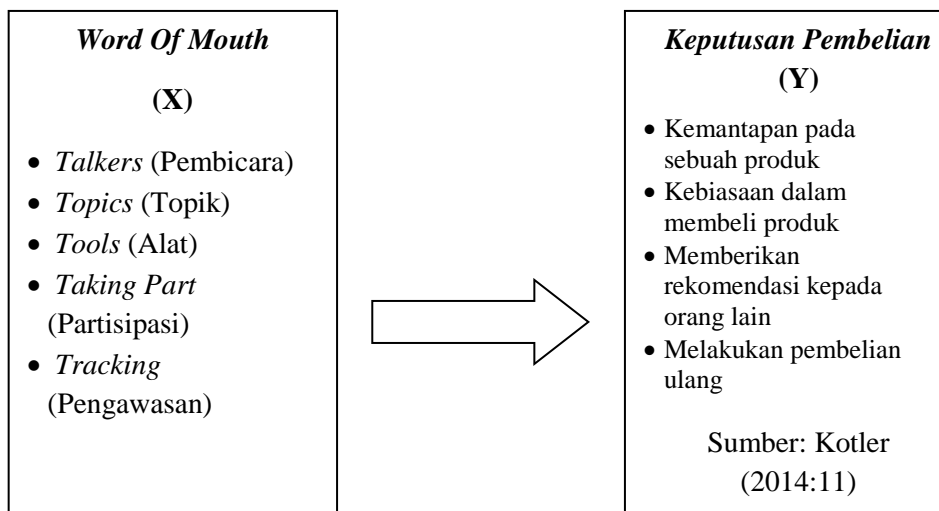 Word Of Mouth
(X)
• Talkers (Pembicara)
• Topics (Topik)
• Tools (Alat)
• Taking Part
(Partisipasi)
• Tracking
(Pengawasan)
Keputusan Pembelian
(Y)
• Kemantapan pada
sebuah produk
• Kebiasaan dalam
membeli produk
• Memberikan
rekomendasi kepada
orang lain
• Melakukan pembelian
ulang
Sumber: Kotler
(2014:11)